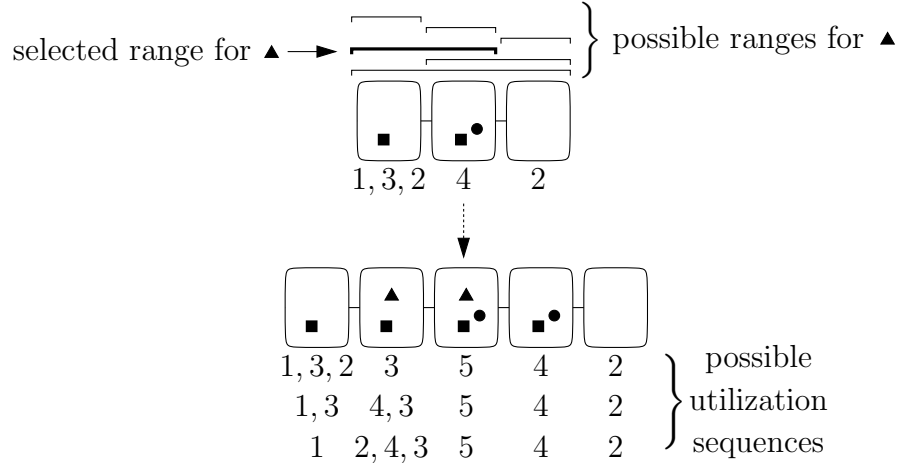 selected range for ▲
possible ranges for ▲
1, 3, 2 4 2
1, 3, 2 3 5 4 2 possible
1, 3 4, 3 5 4 2 utilization
1 2, 4, 3 5 4 2 sequences